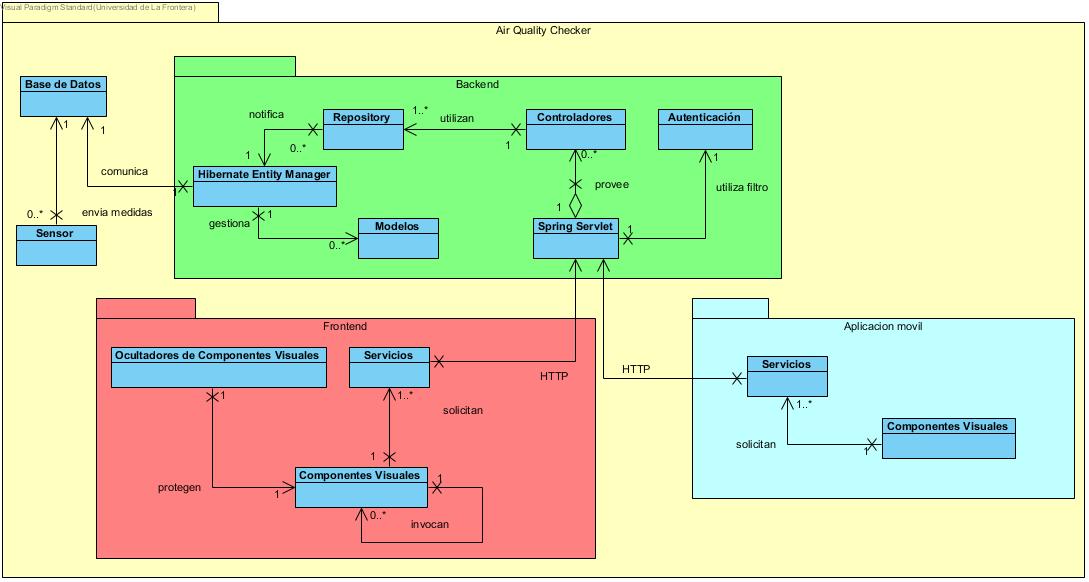 Visual Paradigm Standard(Universidad de La Frontera)
Air Quality Checker
Backend
Base de Datos
1
1
comunica
1
envia medidas
0..*
Sensor
notifica
Repository
1..*
utilizan
1
Controladores
Autenticación
0..*
1
0..*
1
Hibernate Entity Manager
1
gestiona
0..*
Modelos
provee
1
Spring Servlet
1
utiliza filtro
Frontend
Ocultadores de Componentes Visuales
Servicios
1
1..*
HTTP
solicitan
1
protegen
1
Componentes Visuales
1
0..*
invocan
Aplicacion movil
HTTP
Servicios
1..*
solicitan
1
Componentes Visuales